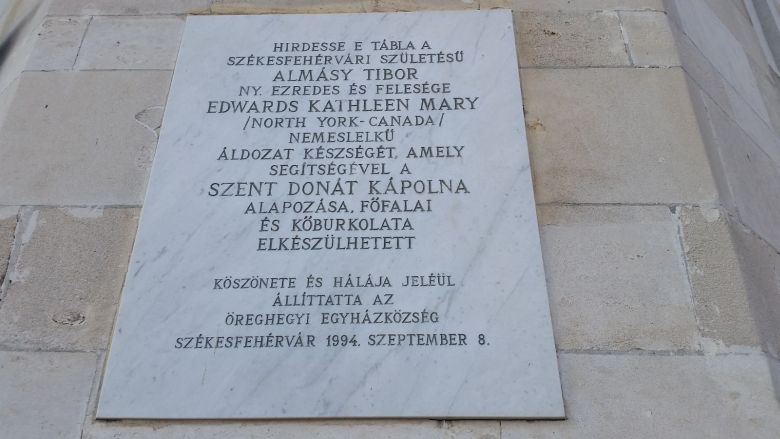 HIRDESSE E TÁBLA A
SZÉKESFEHÉRVÁRI SZÜLETÉSŰ
ALMÁSY TIBOR
NY. EZREDES ÉS FELESÉGE
EDWARDS KATHLEEN MARY
/NORTH YORK-CANADA/
NEMESLELKŰ
ÁLDOZAT KÉSZSÉGÉT, AMELY
SEGÍTSÉGÉVEL A
SZENT DONÁT KÁPOLNA
ALAPOZÁSA, FŐFALAI
ÉS KŐBURKOLATA
ELKÉSZÜLHETETT
KÖSZÖNETE ÉS HÁLÁJA JELÉÜL
ÁLLÍTTATTA AZ
ÖREGHEGYI EGYHÁZKÖZSÉG
SZÉKESFEHÉRVÁR 1994. SZEPTEMBER 8.